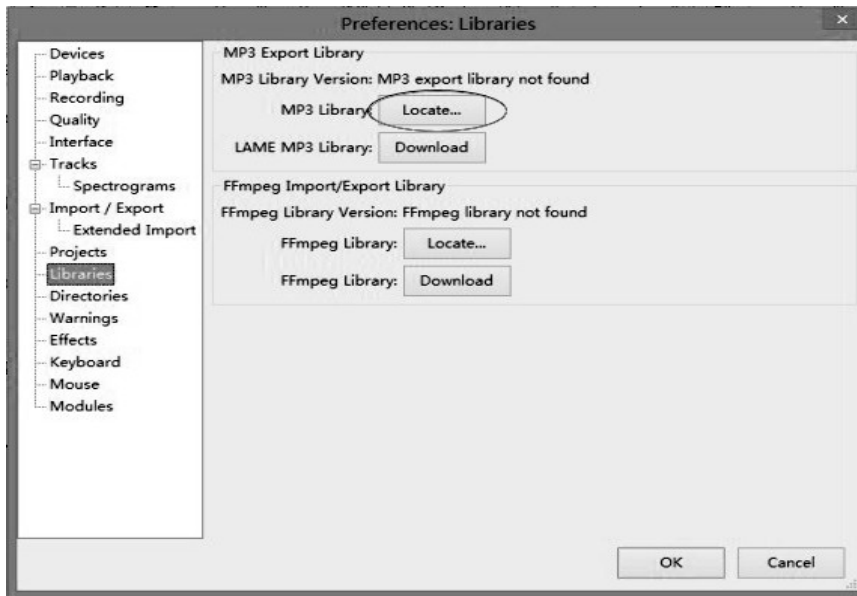 Preferences: Libraries
Devices
Playback
Recording
Quality
Interface
Tracks
Spectrograms
Import / Export
Extended Import
Projects
Libraries
Directories
Warnings
Effects
Keyboard
Mouse
Modules
MP3 Export Library
MP3 Library Version: MP3 export library not found
MP3 Library: Locate...
LAME MP3 Library: Download
FFmpeg Import/Export Library
FFmpeg Library Version: FFmpeg library not found
FFmpeg Library: Locate...
FFmpeg Library: Download
OK Cancel